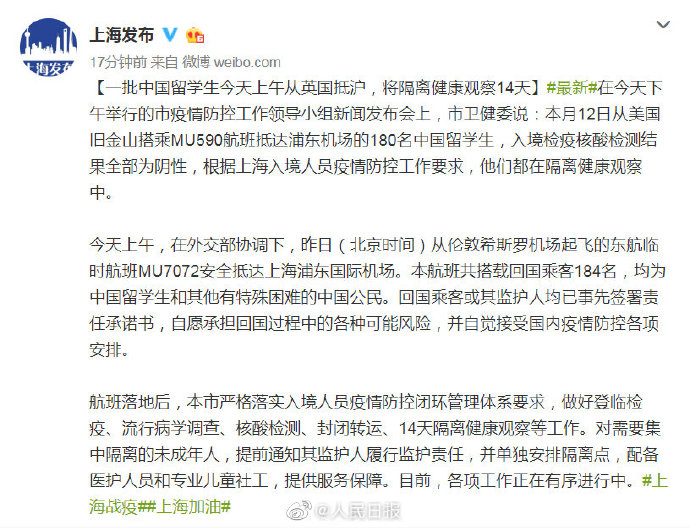 上海发布
17分钟前 来自 微博 weibo.com
【一批中国留学生今天上午从英国抵沪，将隔离健康观察14天】#最新#在今天下
午举行的市疫情防控工作领导小组新闻发布会上，市卫健委说：本月12日从美国
旧金山搭乘MU590航班抵达浦东机场的180名中国留学生，入境检疫核酸检测结
果全部为阴性，根据上海入境人员疫情防控工作要求，他们都在隔离健康观察
中。
今天上午，在外交部协调下，昨日（北京时间）从伦敦希斯罗机场起飞的东航临
时航班MU7072安全抵达上海浦东国际机场。本航班共搭载回国乘客184名，均为
中国留学生和其他有特殊困难的中国公民。回国乘客或其监护人均已事先签署责
任承诺书，自愿承担回国过程中的各种可能风险，并自觉接受国内疫情防控各项
安排。
航班落地后，本市严格落实入境人员疫情防控闭环管理体系要求，做好登临检
疫、流行病学调查、核酸检测、封闭转运、14天隔离健康观察等工作。对需要集
中隔离的未成年人，提前通知其监护人履行监护责任，并单独安排隔离点，配备
医护人员和专业儿童社工，提供服务保障。目前，各项工作正在有序进行中。#上
海战疫##上海加油#
@人民日报
上海发布